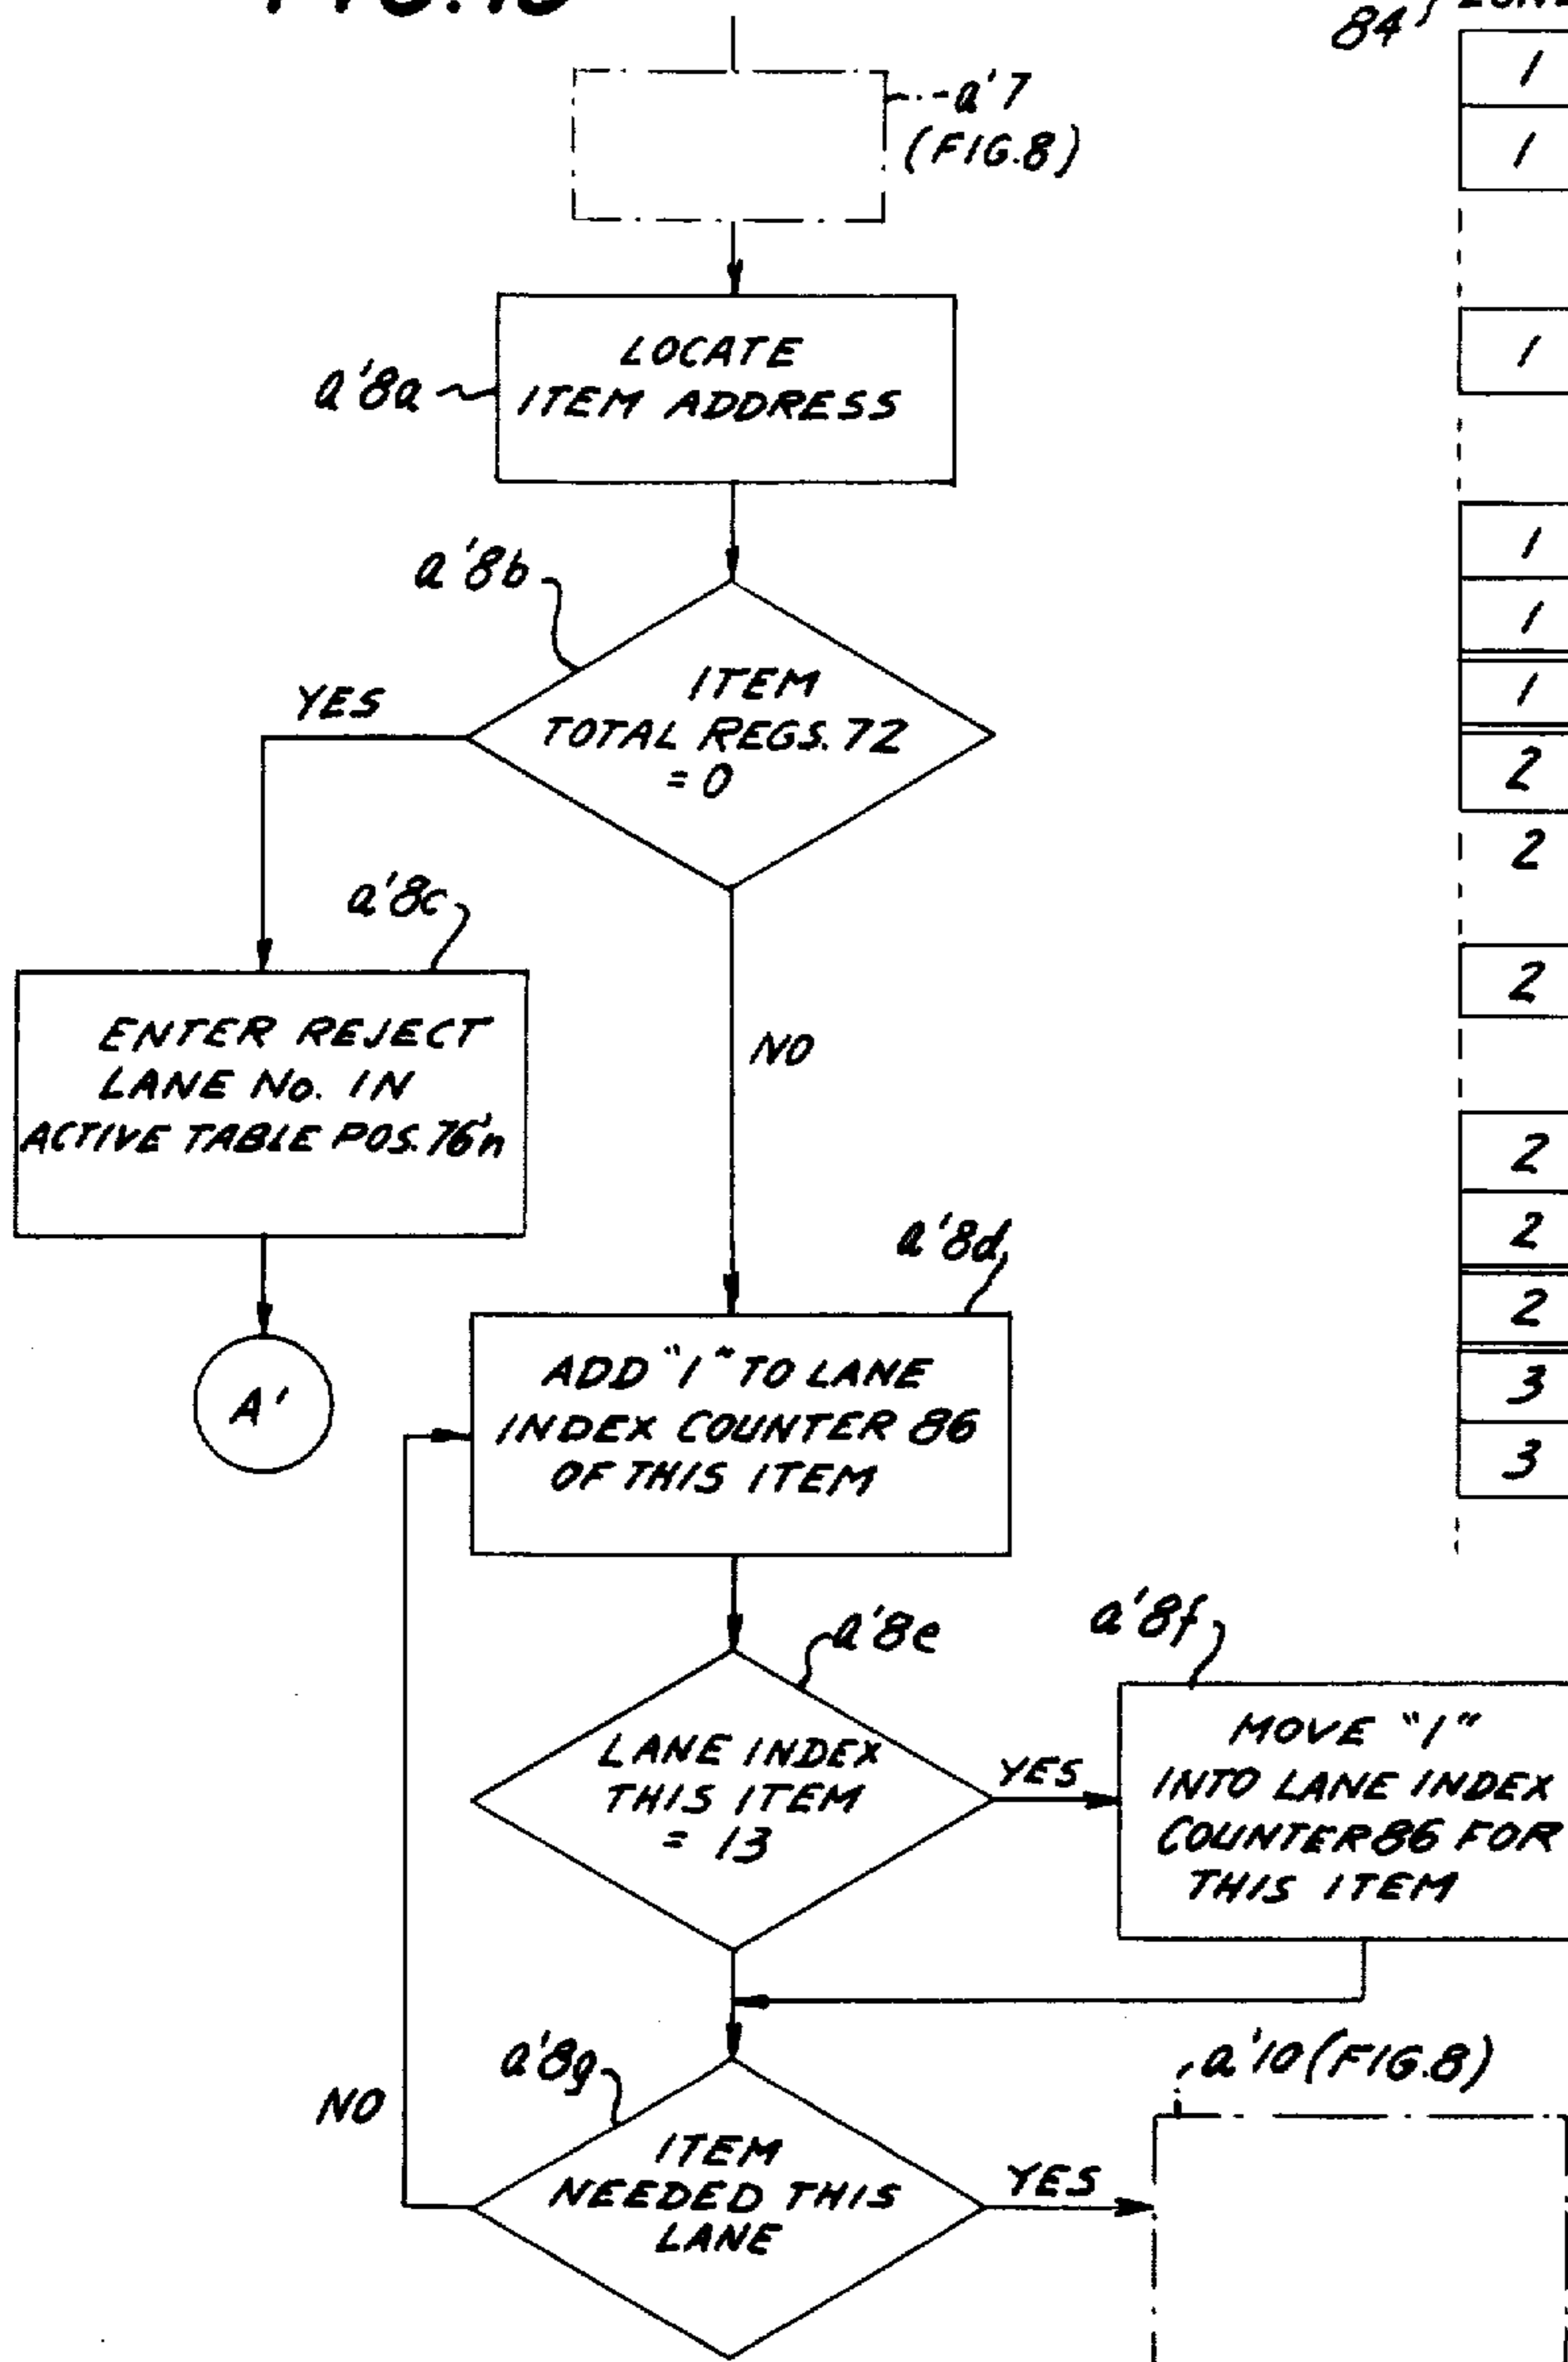 84'
a'7
(FIG.8)
LOCATE
ITEM ADDRESS
a'8a
a'8b
ITEM
TOTAL REGS. 72
= 0
YES
NO
a'8c
ENTER REJECT
LANE No. IN
ACTIVE TABLE POS. 76'n
A'
a'8d
ADD "1" TO LANE
INDEX COUNTER 86
OF THIS ITEM
a'8e
LANE INDEX
THIS ITEM
= 13
YES
a'8f
MOVE "1"
INTO LANE INDEX
COUNTER 86 FOR
THIS ITEM
a'8g
ITEM
NEEDED THIS
LANE
NO
YES
a'10 (FIG.8)
1
1
1
1
1
1
2
2
2
2
2
2
3
3